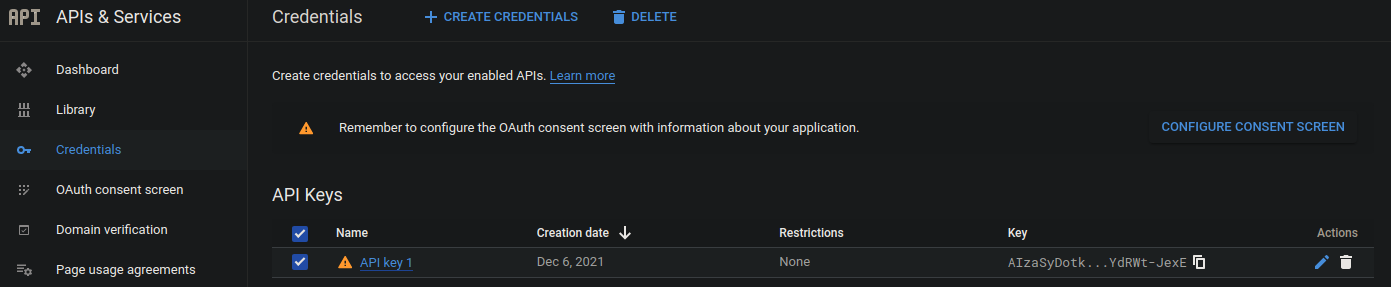 API APIs & Services
Credentials
CREATE CREDENTIALS
DELETE
Dashboard
Library
Credentials
OAuth consent screen
Domain verification
Page usage agreements
Create credentials to access your enabled APIs. Learn more
Remember to configure the OAuth consent screen with information about your application.
CONFIGURE CONSENT SCREEN
API Keys
Name Creation date Restrictions Key Actions
API key 1 Dec 6, 2021 None AIzaSyDotk...YdRWt-JexE